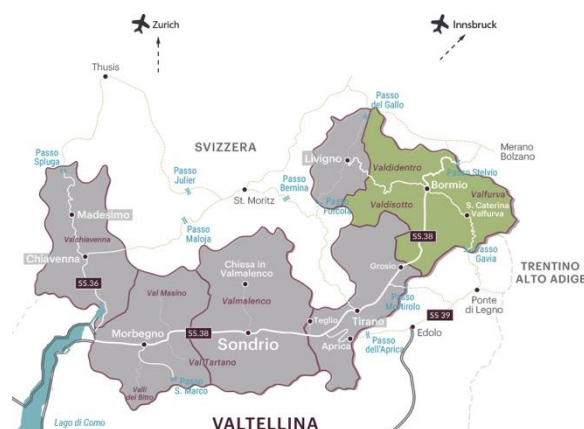 Zurich
Innsbruck
Thusis
Passo
del Gallo
Merano
Bolzano
Passo
Spluga
SVIZZERA
Livigno
Valdidentro
Passo Stelvio
Passo
Julier
Passo
Bernina
Bormio
St. Moritz
Valdisotto
Valfurva
Passo
Forcola
S. Caterina
Valfurva
Madesimo
Passo
Maloja
SS.38
Valchiavenna
Chiavenna
Passo
Gavia
Chiesa in
Valmalenco
Grosio
TRENTINO
ALTO ADIGE
SS.36
Val Masino
Valmalenco
Passo
Mortirolo
Ponte
di Legno
SS 39
Teglio
Tirano
Morbegno
SS.38
Sondrio
Edolo
Aprica
Passo
dell'Aprica
Val Tartano
Valli
del Bitto
Passo
S. Marco
Lago di Como
VALTELLINA